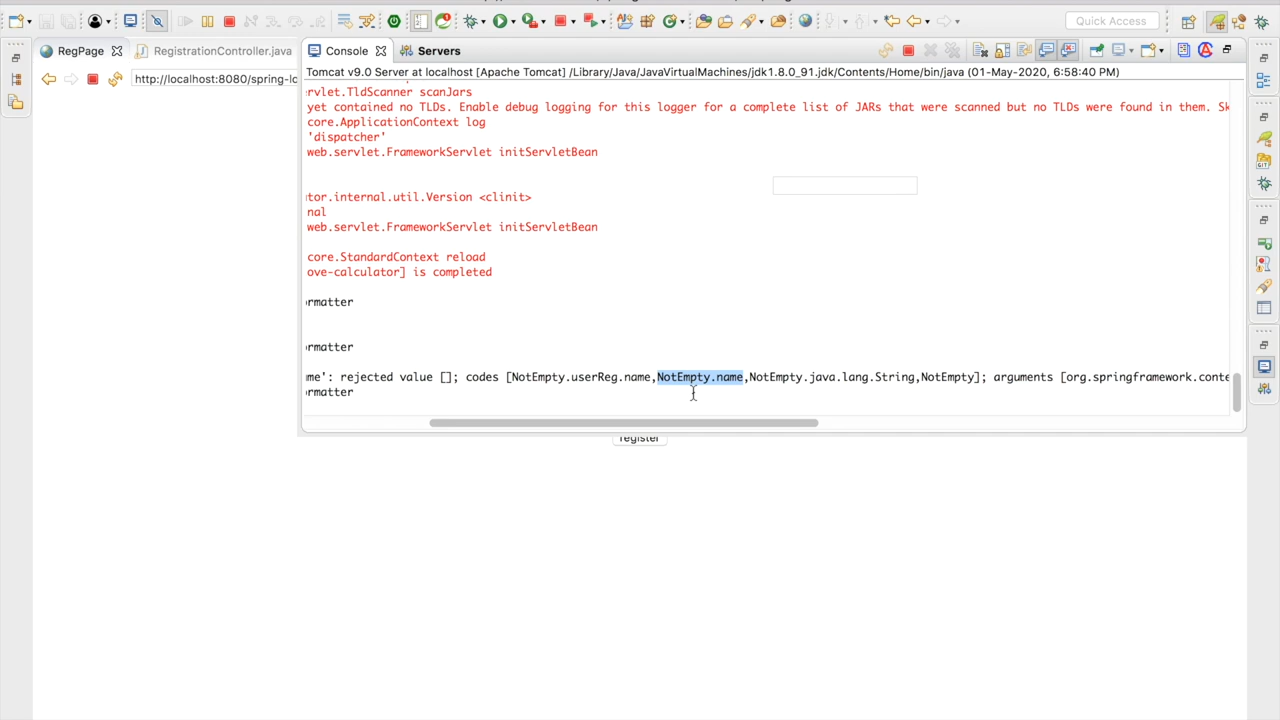 Quick Access
RegPage
RegistrationController.java
Console
Servers
http://localhost:8080/spring-lo
Tomcat v9.0 Server at localhost [Apache Tomcat] /Library/Java/JavaVirtualMachines/jdk1.8.0_91.jdk/Contents/Home/bin/java (01-May-2020, 6:58:40 PM)
rvlet.TldScanner scanJars
yet contained no TLDs. Enable debug logging for this logger for a complete list of JARs that were scanned but no TLDs were found in them. Sk
core.ApplicationContext log
'dispatcher'
web.servlet.FrameworkServlet initServletBean
tor.internal.util.Version <clinit>
nal
web.servlet.FrameworkServlet initServletBean
core.StandardContext reload
ove-calculator] is completed
ormatter
ormatter
me': rejected value []; codes [NotEmpty.userReg.name,NotEmpty.name,NotEmpty.java.lang.String,NotEmpty]; arguments [org.springframework.conte
ormatter
register